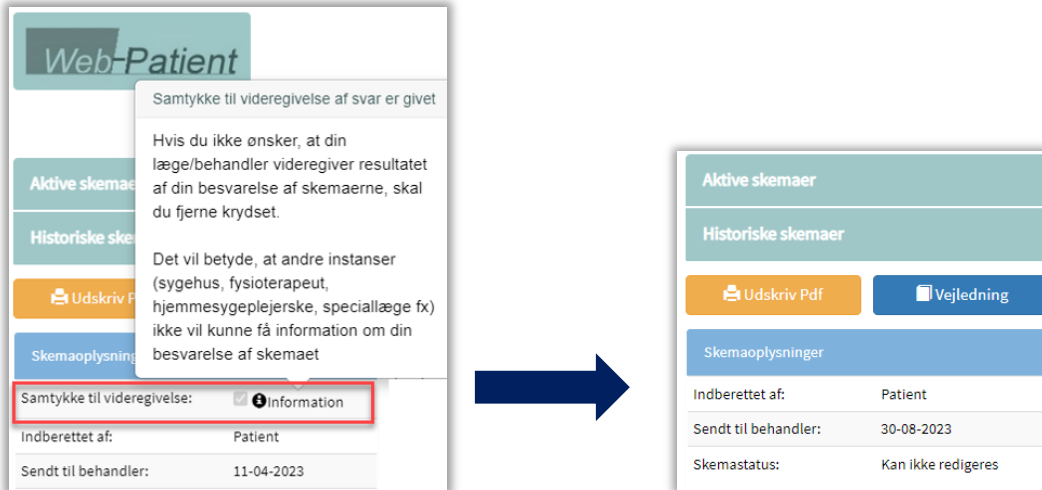 Web-Patient
Samtykke til videregivelse af svar er givet
Hvis du ikke ønsker, at din
læge/behandler videregiver resultatet
af din besvarelse af skemaerne, skal
du fjerne krydset.
Det vil betyde, at andre instanser
(sygehus, fysioterapeut,
hjemmesygeplejerske, speciallæge fx)
ikke vil kunne få information om din
besvarelse af skemaet
Aktive skemae
Historiske ske
Udskriv P
Skemaoplysning
Samtykke til videregivelse: Information
Indberettet af: Patient
Sendt til behandler: 11-04-2023
Aktive skemaer
Historiske skemaer
Udskriv Pdf Vejledning
Skemaoplysninger
Indberettet af: Patient
Sendt til behandler: 30-08-2023
Skemastatus: Kan ikke redigeres